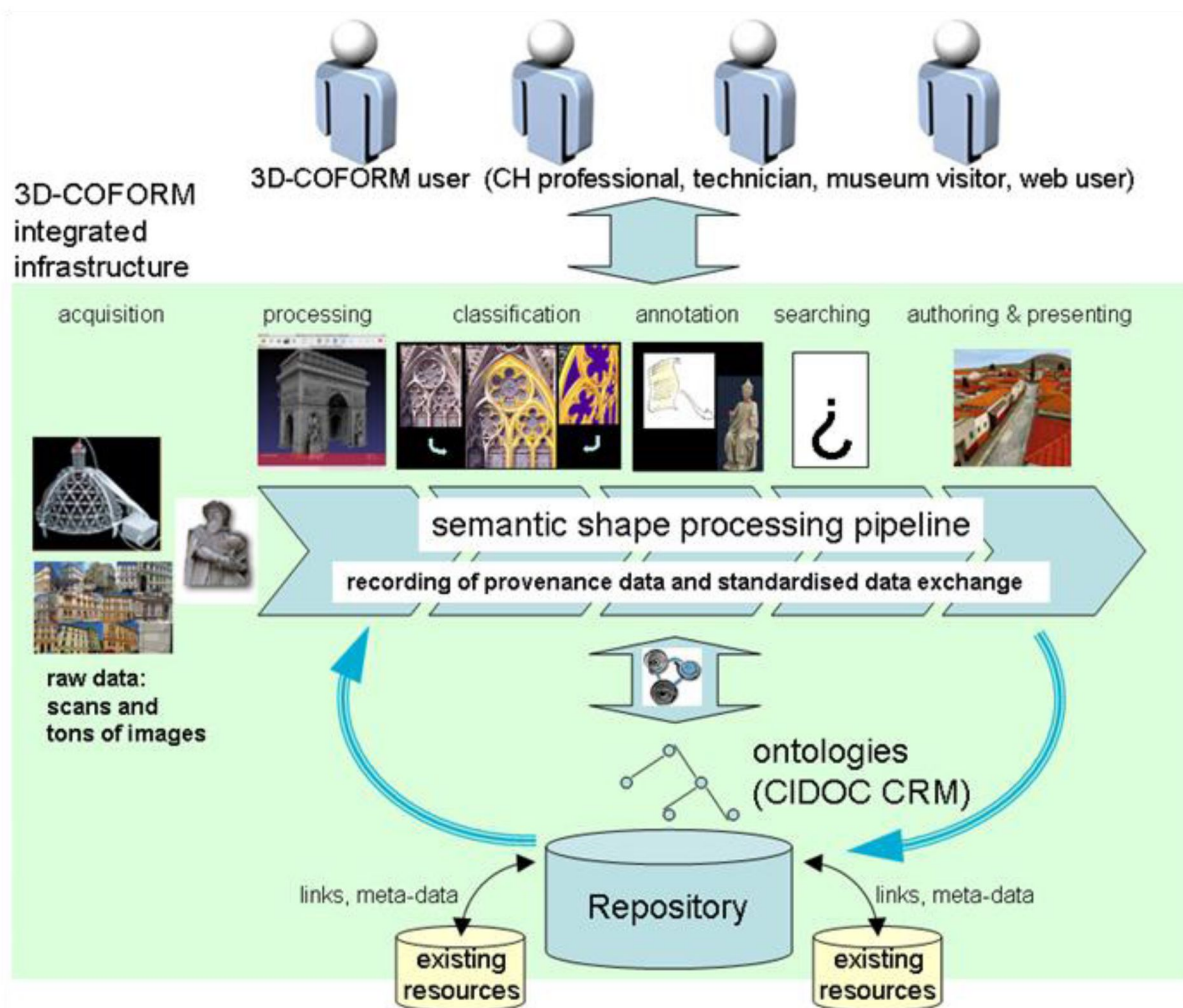 3D-COFORM user (CH professional, technician, museum visitor, web user)
3D-COFORM
integrated
infrastructure
acquisition
processing
classification
annotation
searching
authoring & presenting
¿
semantic shape processing pipeline
recording of provenance data and standardised data exchange
raw data:
scans and
tons of images
ontologies
(CIDOC CRM)
links, meta-data
Repository
links, meta-data
existing
resources
existing
resources